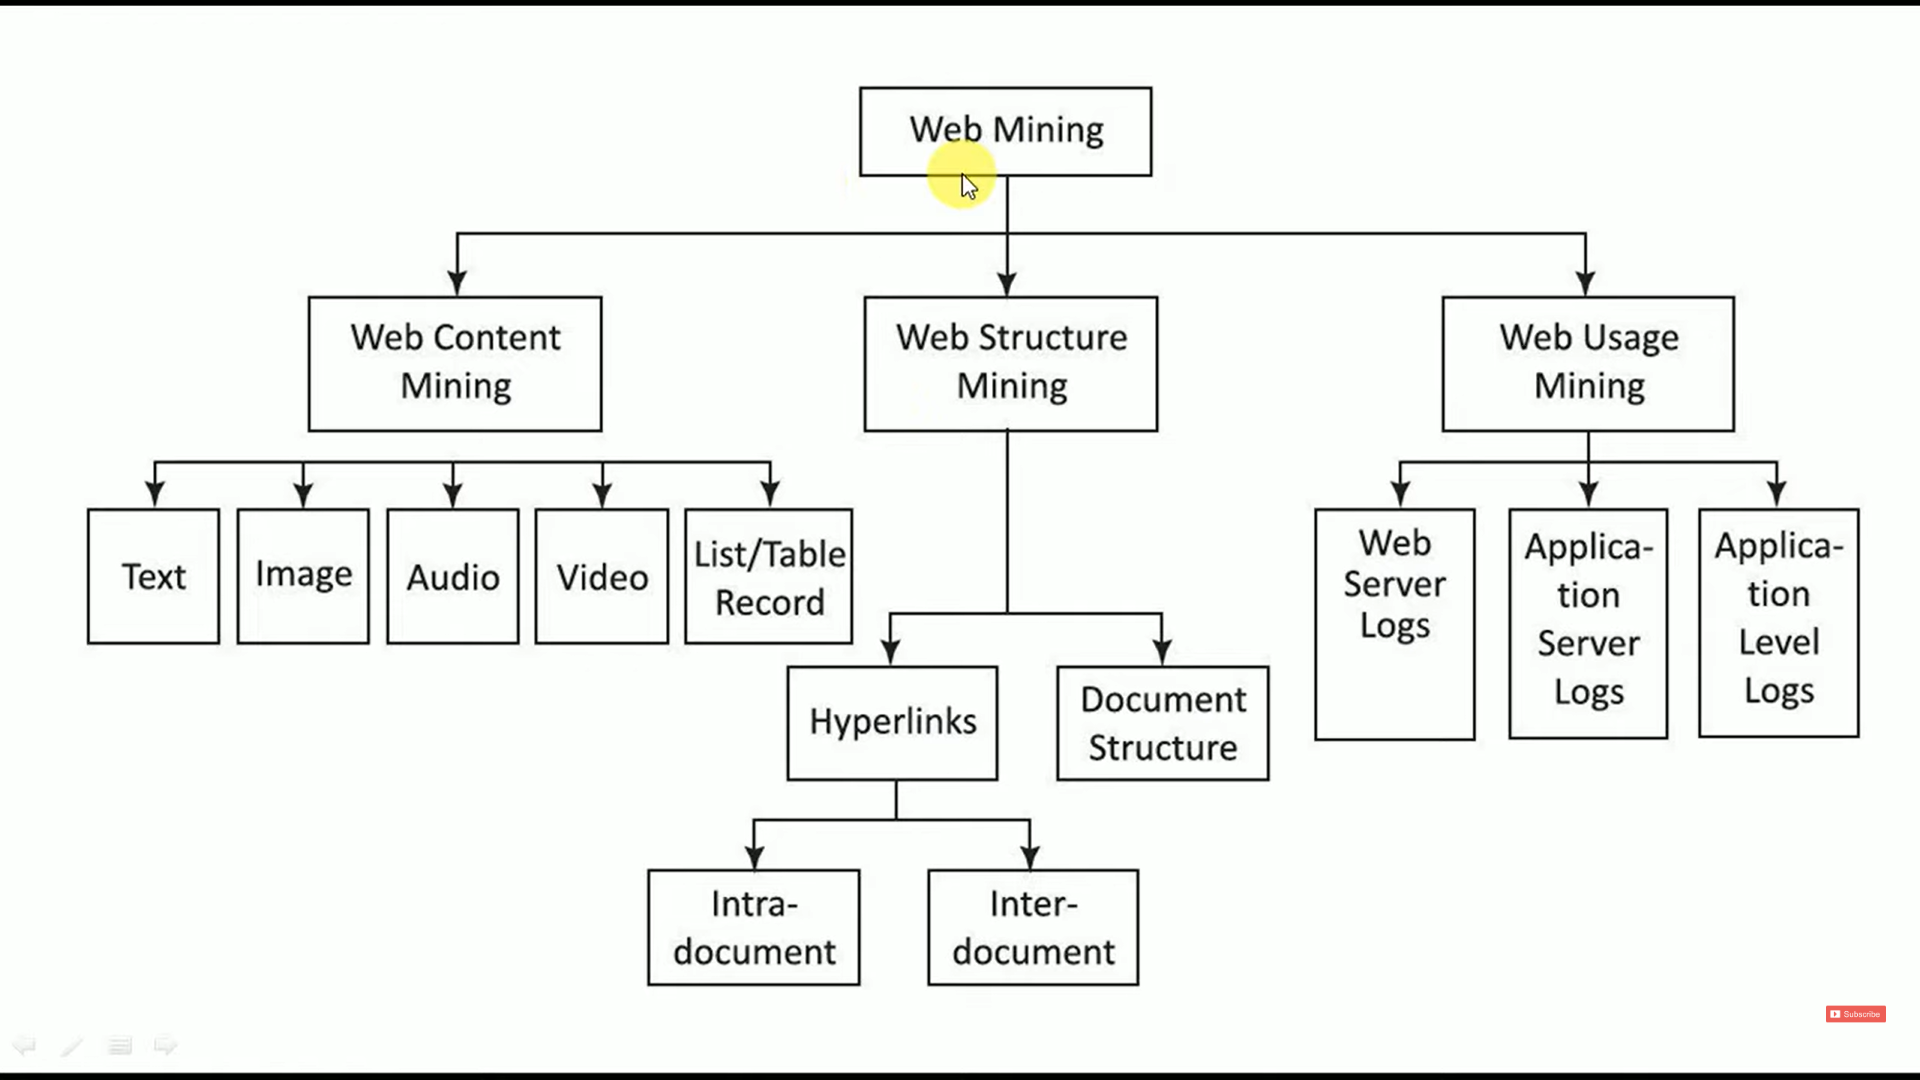 Web Mining
Web Content
Mining
Web Structure
Mining
Web Usage
Mining
Text
Image
Audio
Video
List/Table
Record
Web
Server
Logs
Applica-
tion
Server
Logs
Applica-
tion
Level
Logs
Hyperlinks
Document
Structure
Intra-
document
Inter-
document
Subscribe